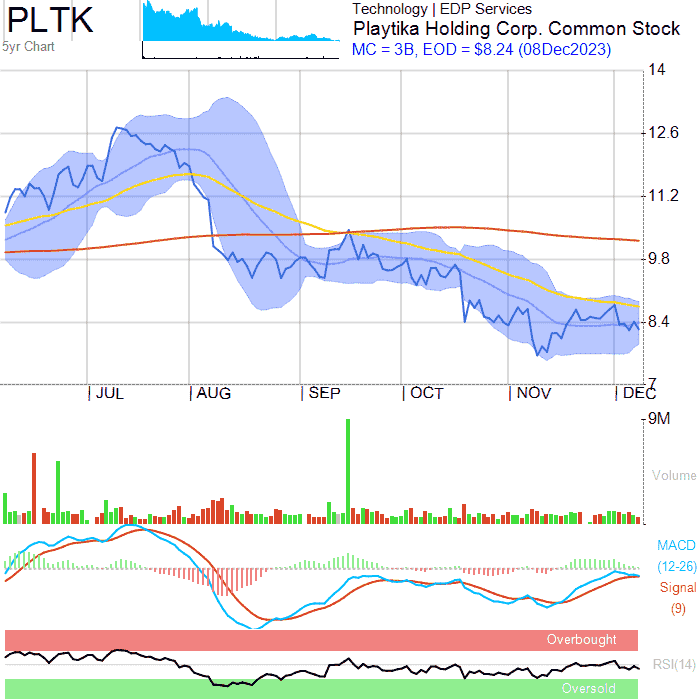 PLTK
5yr Chart
Technology | EDP Services
Playtika Holding Corp. Common Stock
MC = 3B, EOD = $8.24 (08Dec2023)
14
12.6
11.2
9.8
8.4
7
JUL AUG SEP OCT NOV DEC
9M
Volume
MACD
(12-26)
Signal
(9)
Overbought
RSI(14)
Oversold